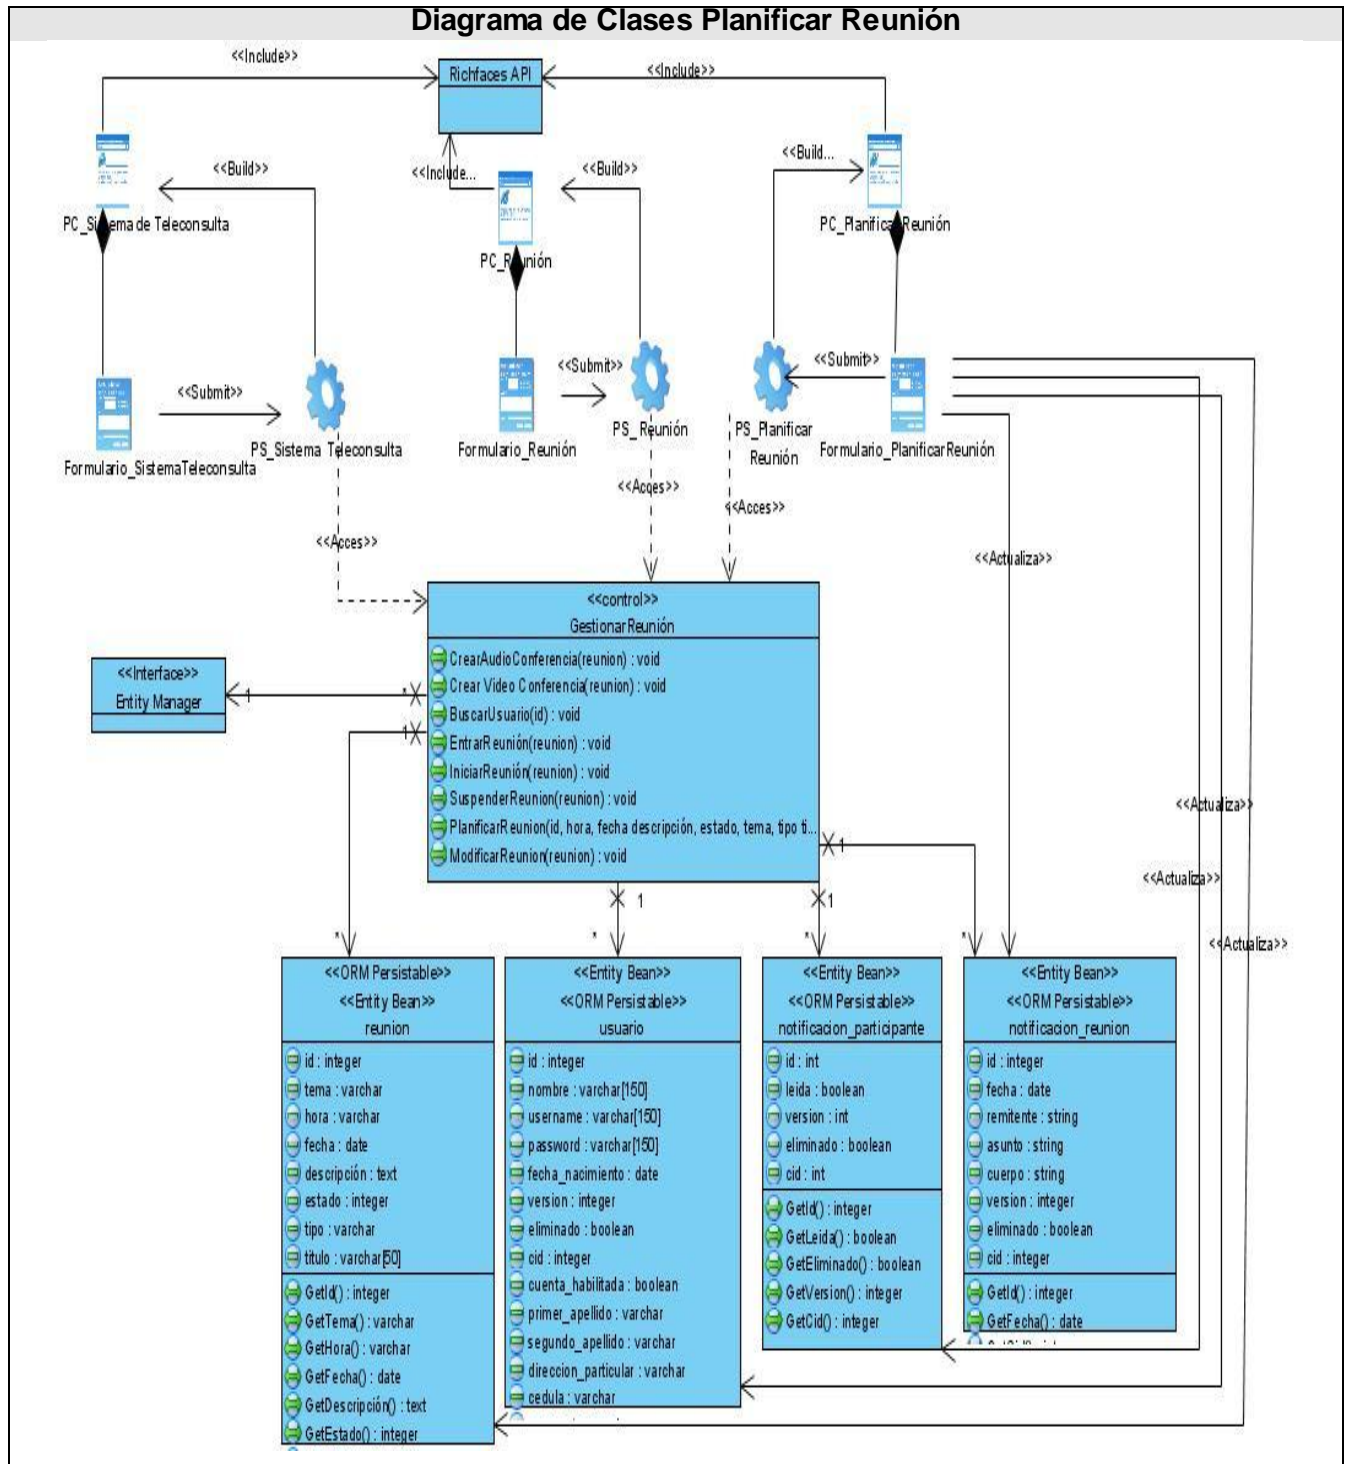 Diagrama de Clases Planificar Reunión
<<Include>>
Richfaces API
<<Include>>
<<Build>>
<<Include...
<<Build>>
<<Build...
PC_Sistema de Teleconsulta
PC_Reunión
PC_Planificar Reunión
<<Submit>>
<<Submit>>
<<Submit>>
Formulario_SistemaTeleconsulta
PS_Sistema Teleconsulta
Formulario_Reunión
PS_Reunión
PS_Planificar
Reunión
Formulario_PlanificarReunión
<<Acces>>
<<Acces>>
<<Acces>>
<<Actualiza>>
<<control>>
GestionarReunión
CrearAudioConferencia(reunion) : void
Crear Video Conferencia(reunion) : void
BuscarUsuario(id) : void
EntrarReunión(reunion) : void
IniciarReunión(reunion) : void
SuspenderReunion(reunion) : void
PlanificarReunion(id, hora, fecha descripción, estado, tema, tipo ti...
ModificarReunion(reunion) : void
<<Interface>>
Entity Manager
1
*
1
1
1
1
<<Actualiza>>
<<Actualiza>>
<<Actualiza>>
*
*
*
*
<<ORM Persistable>>
<<Entity Bean>>
reunion
id : integer
tema : varchar
hora : varchar
fecha : date
descripción : text
estado : integer
tipo : varchar
título : varchar[50]
GetId() : integer
GetTema() : varchar
GetHora() : varchar
GetFecha() : date
GetDescripción() : text
GetEstado() : integer
<<Entity Bean>>
<<ORM Persistable>>
usuario
id : integer
nombre : varchar[150]
username : varchar[150]
password : varchar[150]
fecha_nacimiento : date
version : integer
eliminado : boolean
cid : integer
cuenta_habilitada : boolean
primer_apellido : varchar
segundo_apellido : varchar
direccion_particular : varchar
cedula : varchar
<<Entity Bean>>
<<ORM Persistable>>
notificacion_participante
id : int
leida : boolean
version : int
eliminado : boolean
cid : int
GetId() : integer
GetLeida() : boolean
GetEliminado() : boolean
GetVersion() : integer
GetCid() : integer
<<Entity Bean>>
<<ORM Persistable>>
notificacion_reunion
id : integer
fecha : date
remitente : string
asunto : string
cuerpo : string
version : integer
eliminado : boolean
cid : integer
GetId() : integer
GetFecha() : date